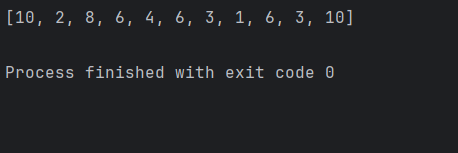 [10, 2, 8, 6, 4, 6, 3, 1, 6, 3, 10]
Process finished with exit code 0